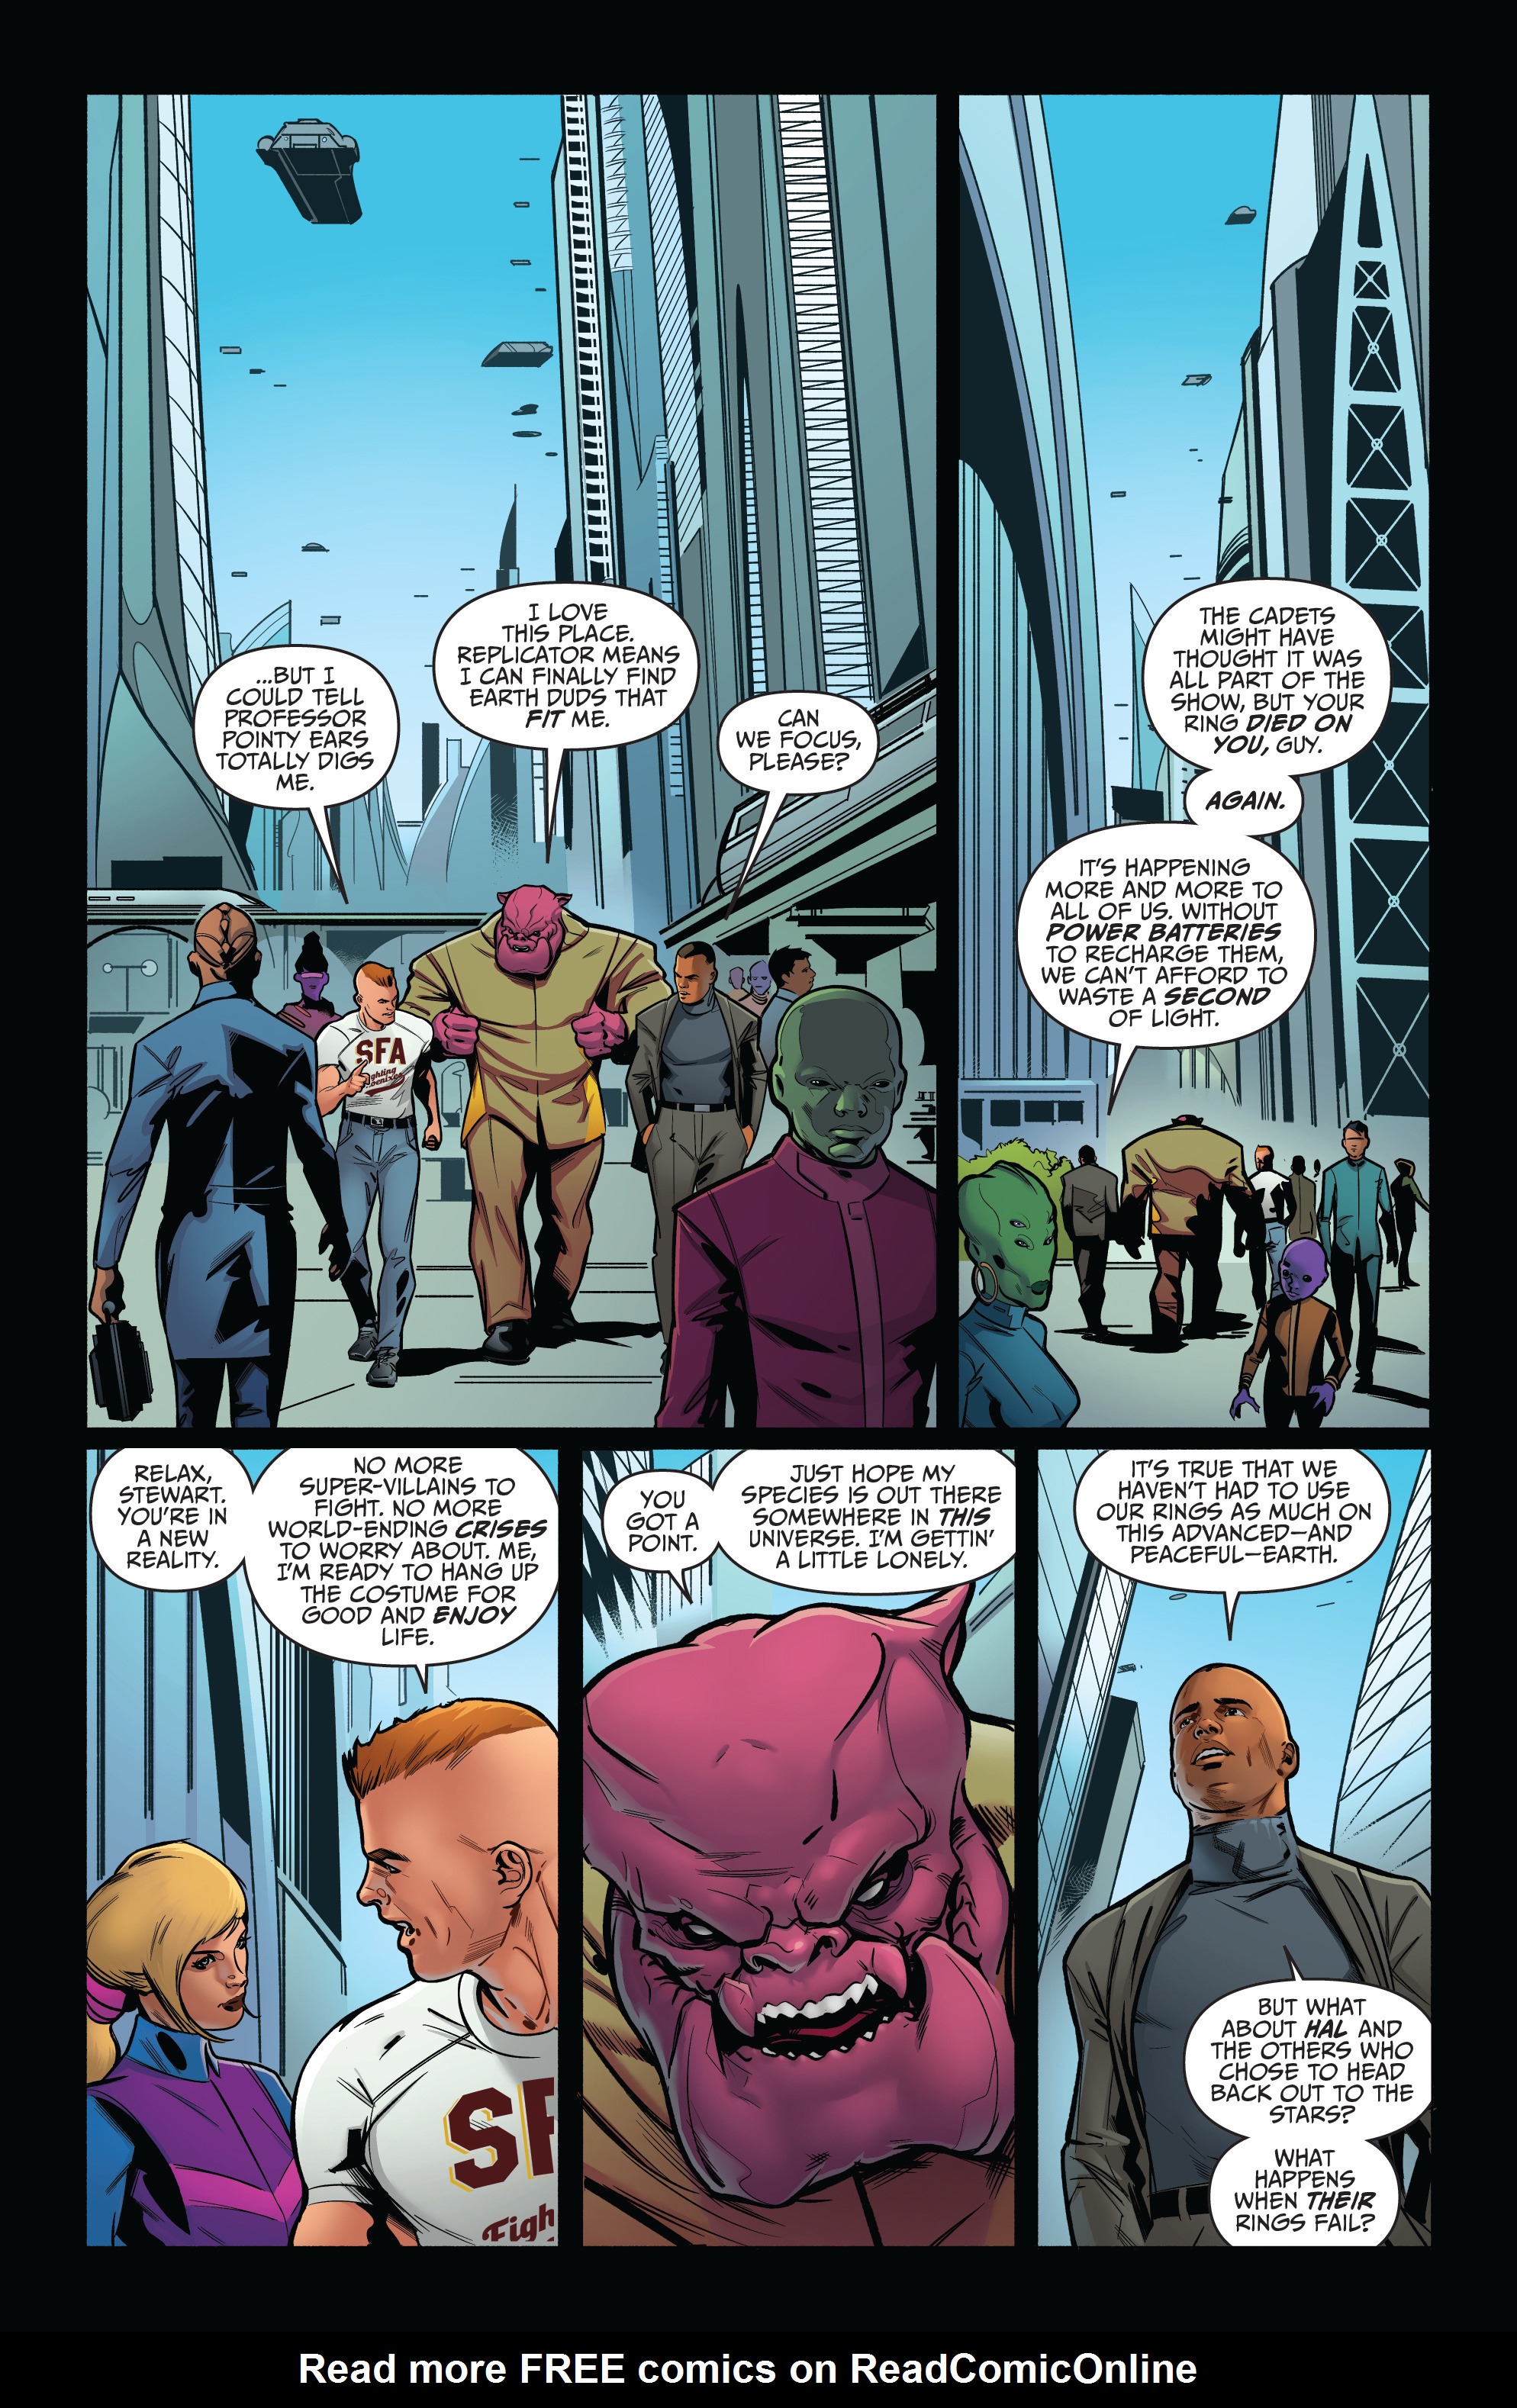 ...BUT I
COULD TELL
PROFESSOR
POINTY EARS
TOTALLY DIGS
ME.
I LOVE
THIS PLACE.
REPLICATOR MEANS
I CAN FINALLY FIND
EARTH DUDS THAT
FIT ME.
CAN
WE FOCUS,
PLEASE?
SFA
THE CADETS
MIGHT HAVE
THOUGHT IT WAS
ALL PART OF THE
SHOW, BUT YOUR
RING DIED ON
YOU, GUY.
AGAIN.
IT'S HAPPENING
MORE AND MORE TO
ALL OF US. WITHOUT
POWER BATTERIES
TO RECHARGE THEM,
WE CAN'T AFFORD TO
WASTE A SECOND
OF LIGHT.
RELAX,
STEWART.
YOU'RE IN
A NEW
REALITY.
NO MORE
SUPER-VILLAINS TO
FIGHT. NO MORE
WORLD-ENDING CRISES
TO WORRY ABOUT. ME,
I'M READY TO HANG UP
THE COSTUME FOR
GOOD AND ENJOY
LIFE.
SF
Figh
YOU
GOT A
POINT.
JUST HOPE MY
SPECIES IS OUT THERE
SOMEWHERE IN THIS
UNIVERSE. I'M GETTIN'
A LITTLE LONELY.
IT'S TRUE THAT WE
HAVEN'T HAD TO USE
OUR RINGS AS MUCH ON
THIS ADVANCED—AND
PEACEFUL—EARTH.
BUT WHAT
ABOUT HAL AND
THE OTHERS WHO
CHOSE TO HEAD
BACK OUT TO THE
STARS?
WHAT
HAPPENS
WHEN THEIR
RINGS FAIL?
Read more FREE comics on ReadComicOnline